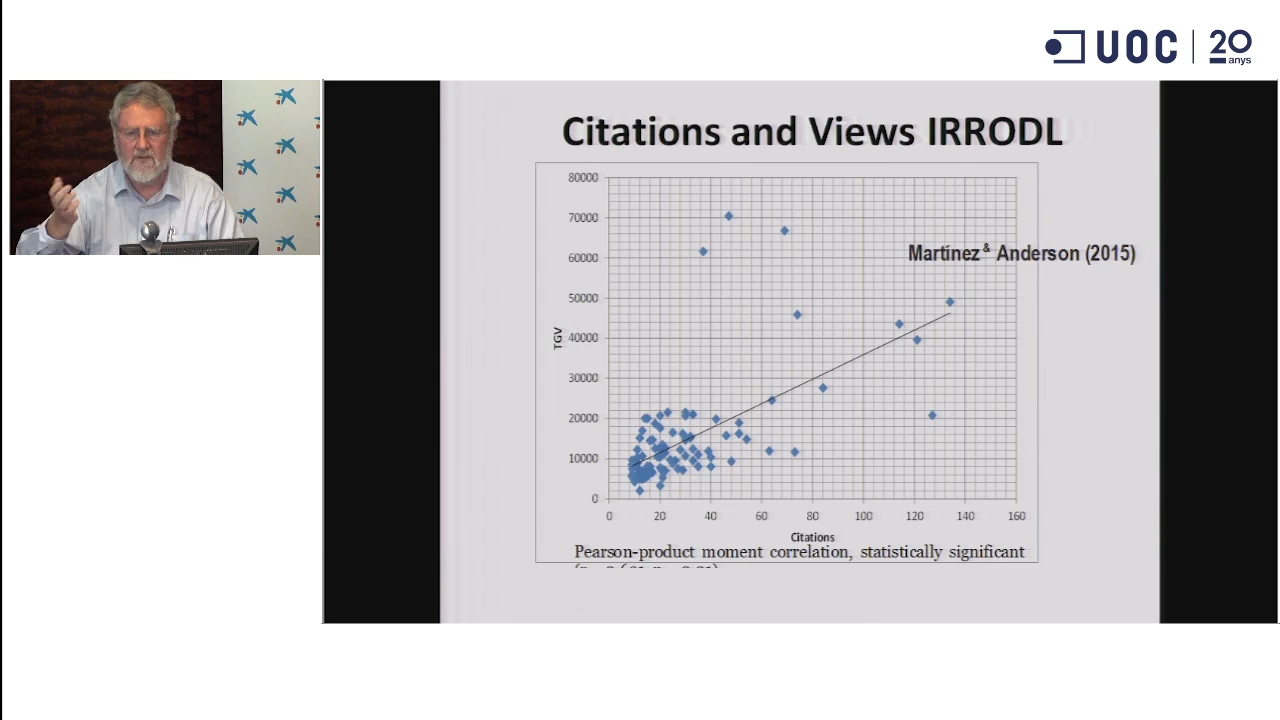 UOC
20
anys
Citations and Views IRRODL
80000
70000
60000
50000
40000
30000
20000
10000
0
TGV
Martínez & Anderson (2015)
0 20 40 60 80 100 120 140 160
Citations
Pearson-product moment correlation, statistically significant